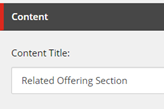 Content
Content Title:
Related Offering Section